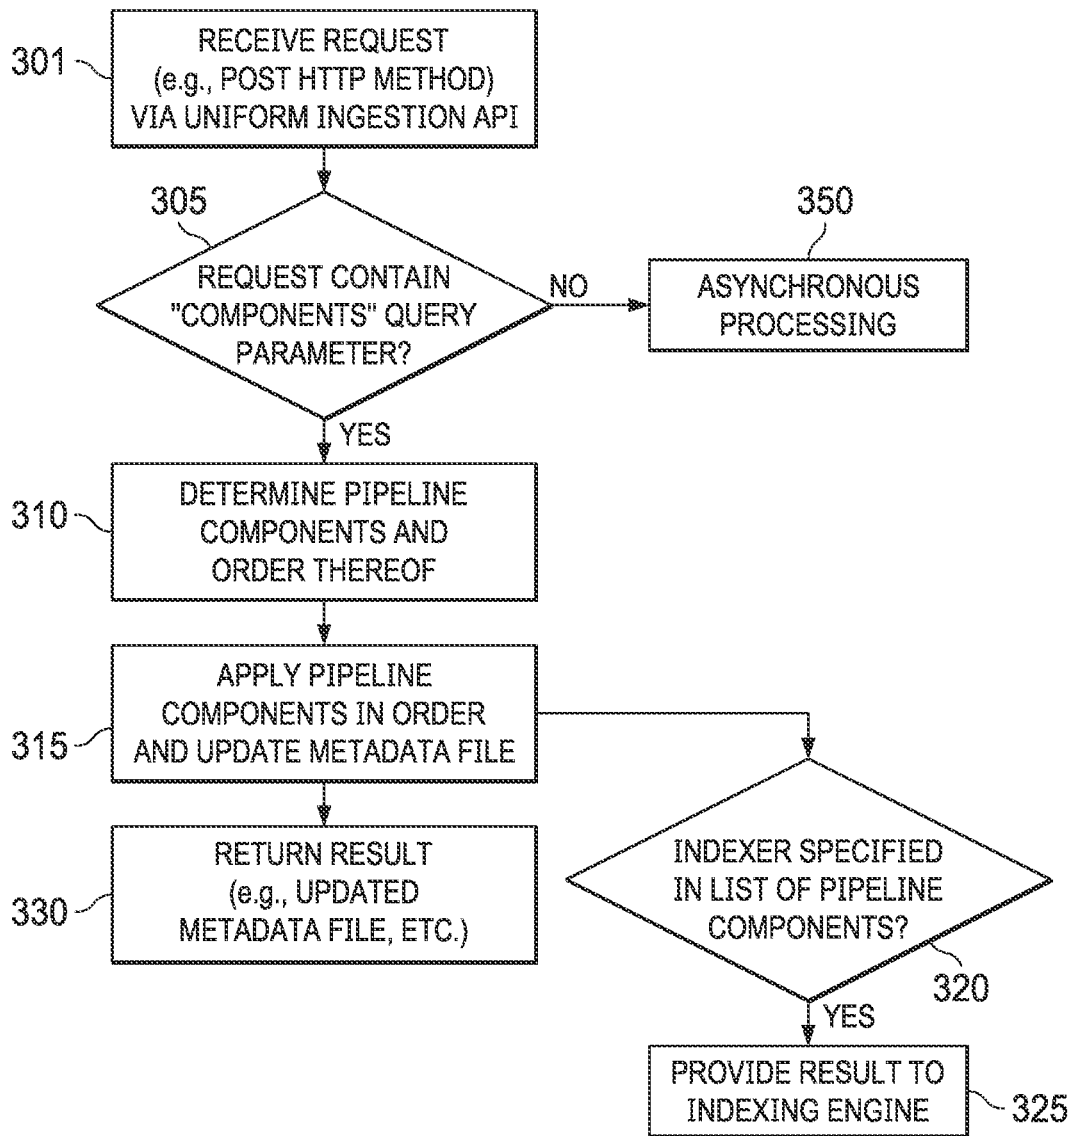 301
RECEIVE REQUEST
(e.g., POST HTTP METHOD)
VIA UNIFORM INGESTION API
305
REQUEST CONTAIN
"COMPONENTS" QUERY
PARAMETER?
NO
350
ASYNCHRONOUS
PROCESSING
YES
310
DETERMINE PIPELINE
COMPONENTS AND
ORDER THEREOF
315
APPLY PIPELINE
COMPONENTS IN ORDER
AND UPDATE METADATA FILE
330
RETURN RESULT
(e.g., UPDATED
METADATA FILE, ETC.)
INDEXER SPECIFIED
IN LIST OF PIPELINE
COMPONENTS?
320
YES
PROVIDE RESULT TO
INDEXING ENGINE
325